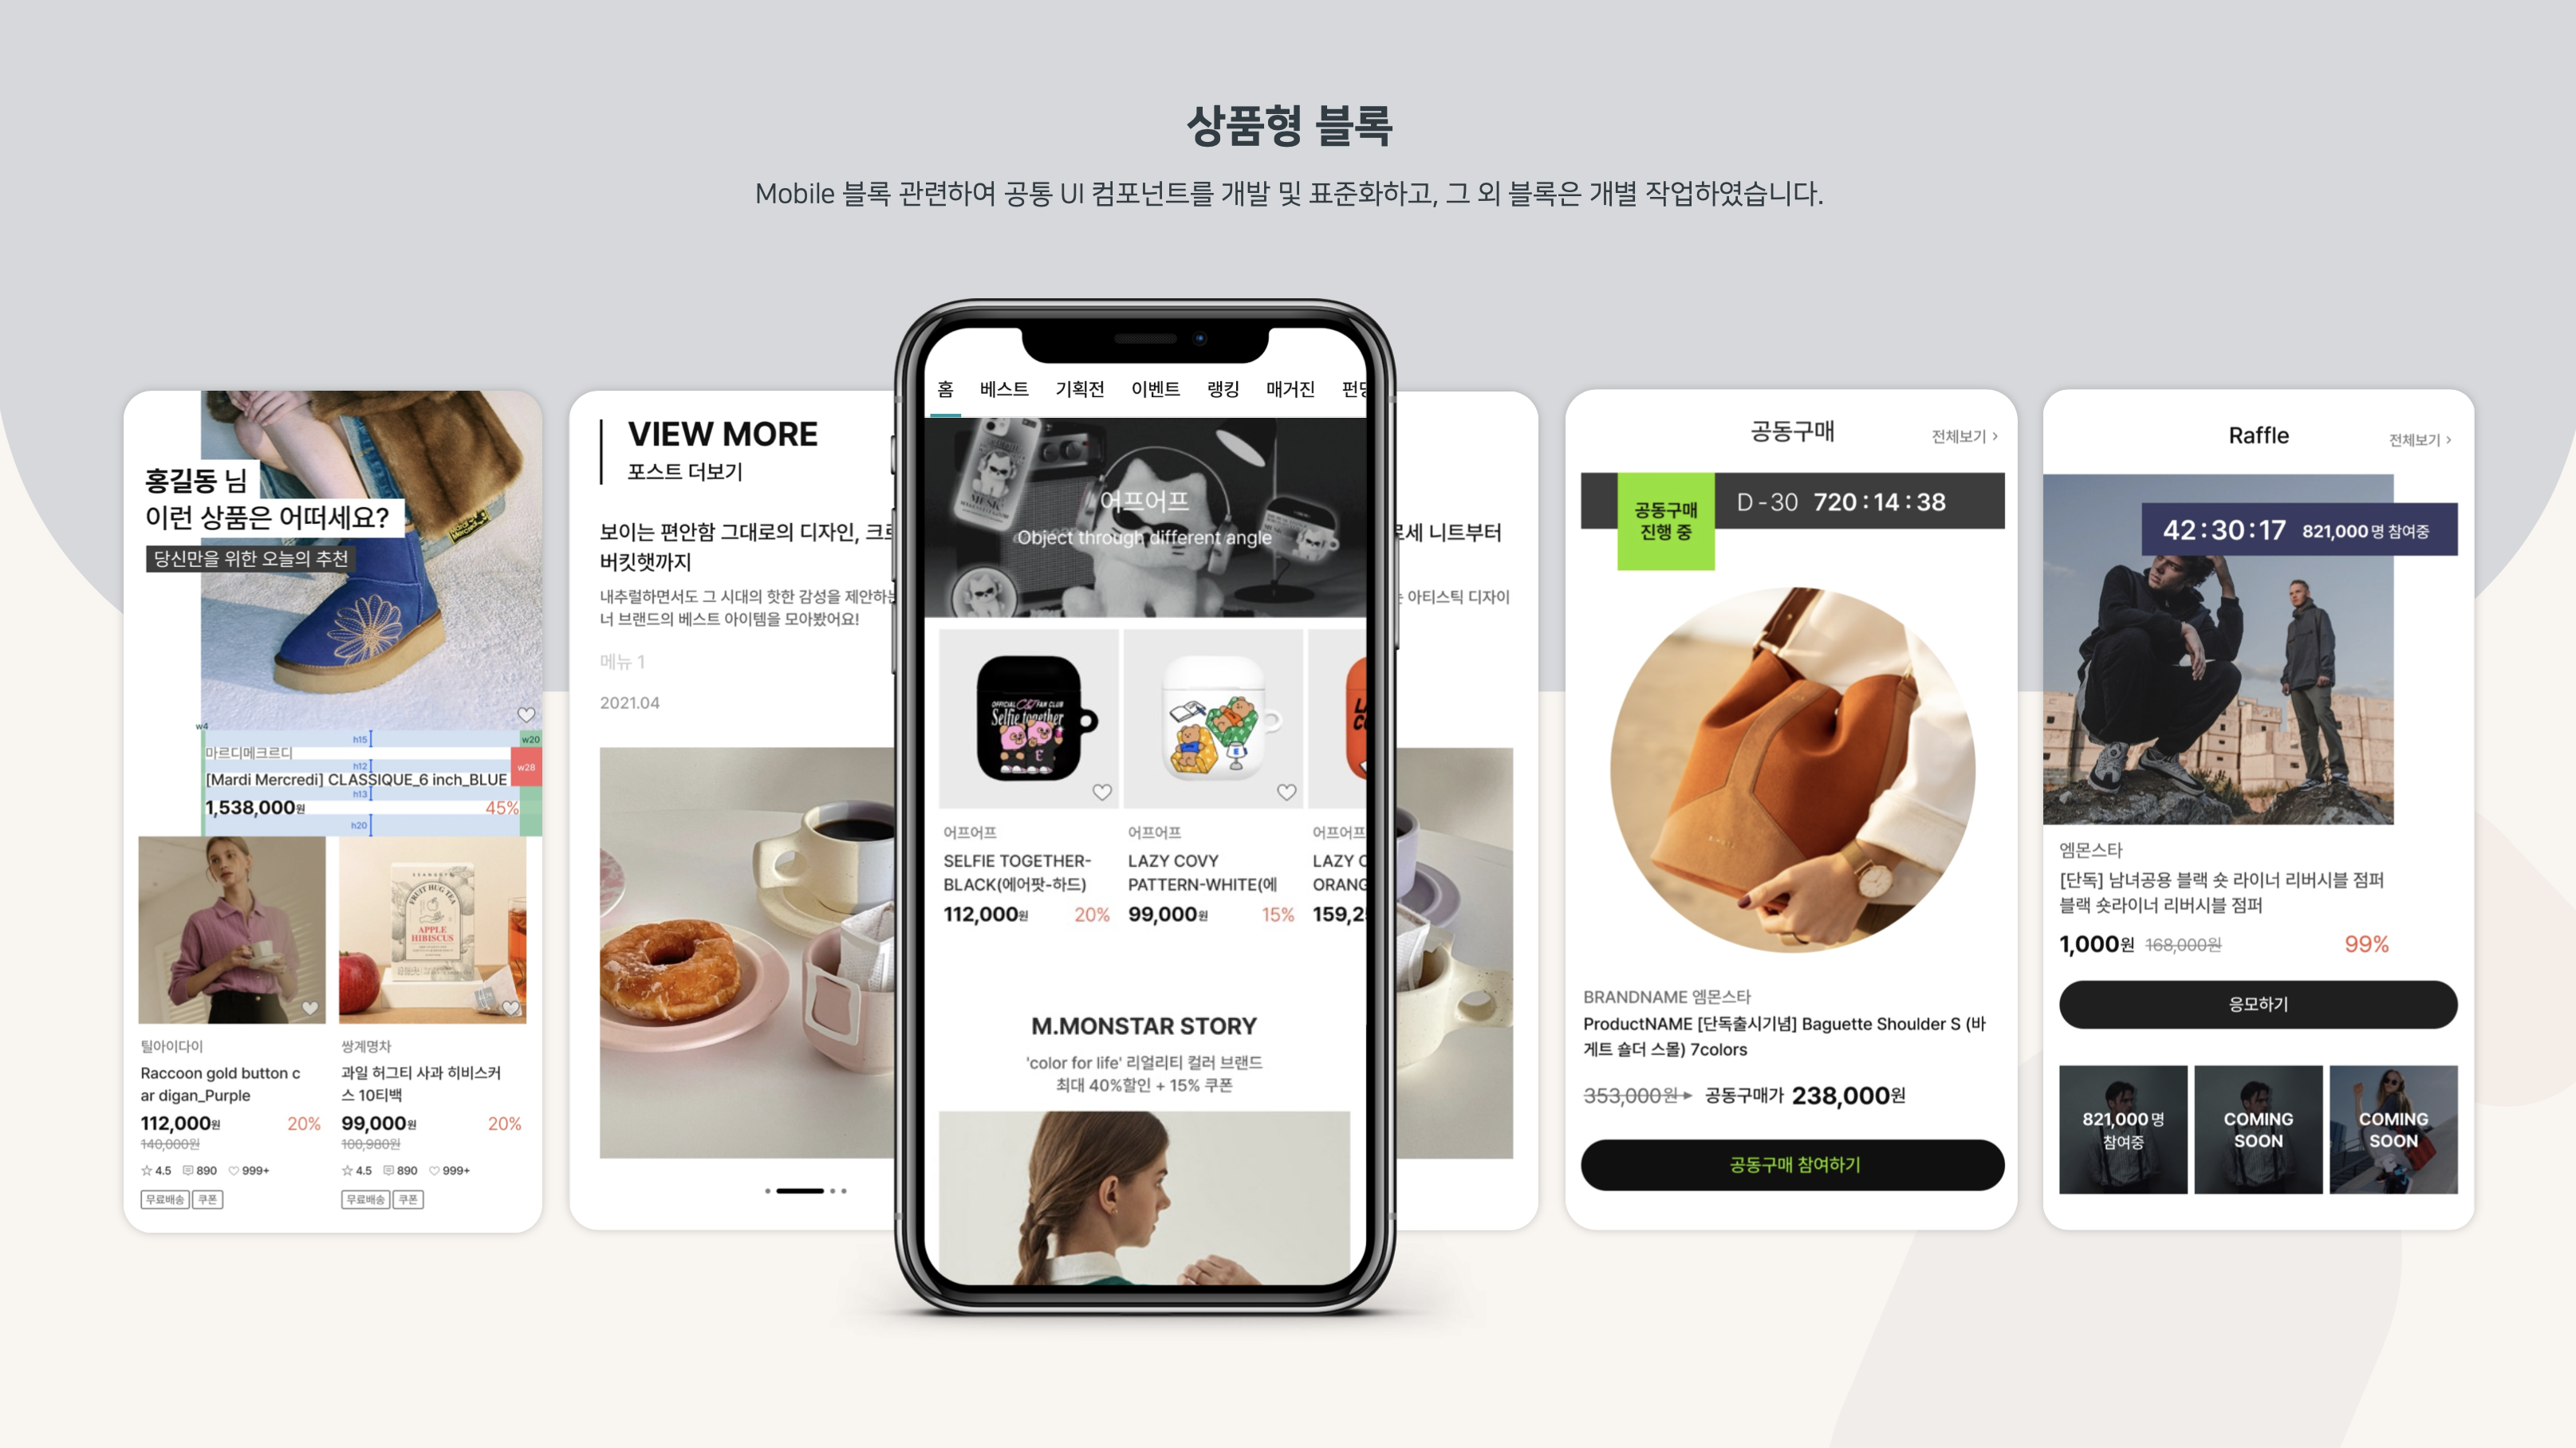 상품형 블록
Mobile 블록 관련하여 공통 UI 컴포넌트를 개발 및 표준화하고, 그 외 블록은 개별 작업하였습니다.
홍길동 님
이런 상품은 어떠세요?
당신만을 위한 오늘의 추천
w4
h15
w20
마르디메크르디
h12
w28
[Mardi Mercredi] CLASSIQUE_6 inch_BLUE
h13
1,538,000원
45%
h20
틸아이다이
Raccoon gold button c
ar digan_Purple
112,000원
20%
140,000원
4.5 890 999+
무료배송 쿠폰
FRUIT HUG TEA
APPLE
HIBISCUS
쌍계명차
과일 허그티 사과 히비스커
스 10티백
99,000원
20%
100,980원
4.5 890 999+
무료배송 쿠폰
VIEW MORE
포스트 더보기
보이는 편안함 그대로의 디자인,
버킷햇까지
내추럴하면서도 그 시대의 핫한 감성을
너 브랜드의 베스트 아이템을 모아봤어요!
메뉴 1
2021.04
홈 베스트 기획전 이벤트 랭킹 매거진
어프어프
Object through different angle
OFFICIAL FAN CLUB
Selfie together
어프어프
SELFIE TOGETHER-
BLACK(에어팟-하드)
112,000원 20%
어프어프
LAZY COVY
PATTERN-WHITE(에
99,000원 15%
어프어프
LAZY
159,2
M.MONSTAR STORY
'color for life' 리얼리티 컬러 브랜드
최대 40%할인 + 15% 쿠폰
니트부터
아티스틱 디자이
공동구매
전체보기 >
공동구매
진행 중
D-30 720:14:38
BRANDNAME 엠몬스타
ProductNAME [단독출시기념] Baguette Shoulder S (바
게트 숄더 스몰) 7colors
353,000원 ▸ 공동구매가 238,000원
공동구매 참여하기
Raffle
전체보기 >
42:30:17 821,000명 참여중
엠몬스타
[단독] 남녀공용 블랙 숏 라이너 리버시블 점퍼
블랙 숏라이너 리버시블 점퍼
1,000원 168,000원 99%
응모하기
821,000명
참여중
COMING
SOON
COMING
SOON